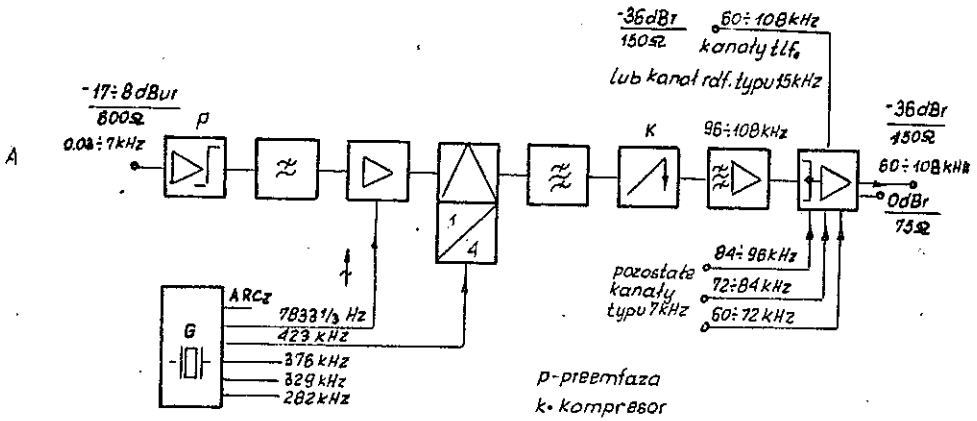 -36dBr
150Ω
60÷108kHz
kanały tlf.
lub kanał rdf. typu 15kHz
-17÷8dBur
600Ω
0.03÷7kHz
A
P
K
96÷108kHz
-36dBr
150Ω
60÷108kHz
0dBr
75Ω
1
4
84÷96kHz
72÷84kHz
60÷72kHz
pozostałe
kanały
typu 7kHz
ARCz
G
7833 1/3 Hz
423 kHz
376 kHz
329 kHz
282 kHz
p-preemfaza
k- kompresor